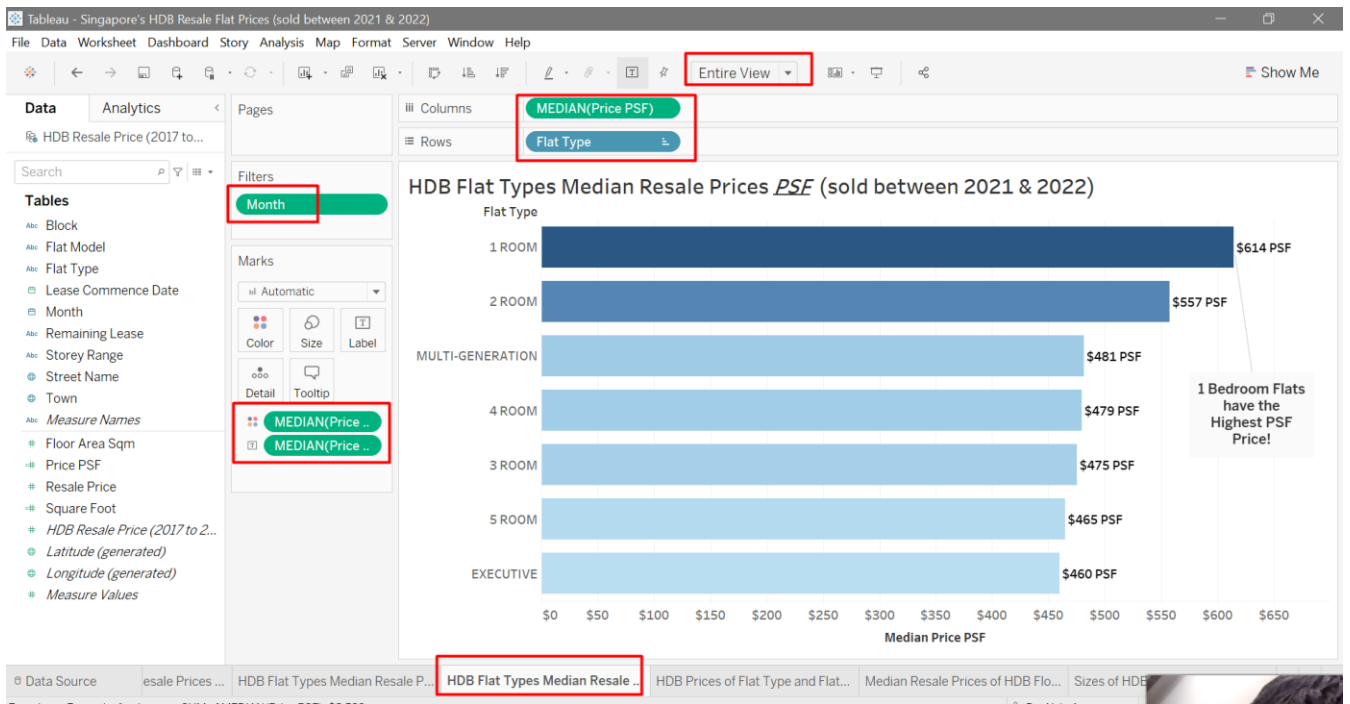 Tableau - Singapore's HDB Resale Flat Prices (sold between 2021 & 2022)
File Data Worksheet Dashboard Story Analysis Map Format Server Window Help
Entire View
Show Me
Data Analytics
HDB Resale Price (2017 to...
Search
Tables
Abc Block
Abc Flat Model
Abc Flat Type
Lease Commence Date
Month
Abc Remaining Lease
Abc Storey Range
Street Name
Town
Abc Measure Names
# Floor Area Sqm
=# Price PSF
# Resale Price
=# Square Foot
# HDB Resale Price (2017 to 2...
Latitude (generated)
Longitude (generated)
# Measure Values
Pages
Filters
Month
Marks
Automatic
Color Size Label
Detail Tooltip
MEDIAN(Price ..
MEDIAN(Price ..
Columns MEDIAN(Price PSF)
Rows Flat Type
HDB Flat Types Median Resale Prices PSF (sold between 2021 & 2022)
Flat Type
1 ROOM $614 PSF
2 ROOM $557 PSF
MULTI-GENERATION $481 PSF
4 ROOM $479 PSF
3 ROOM $475 PSF
5 ROOM $465 PSF
EXECUTIVE $460 PSF
1 Bedroom Flats
have the
Highest PSF
Price!
$0 $50 $100 $150 $200 $250 $300 $350 $400 $450 $500 $550 $600 $650
Median Price PSF
Data Source esale Prices ... HDB Flat Types Median Resale P... HDB Flat Types Median Resale .. HDB Prices of Flat Type and Flat... Median Resale Prices of HDB Flo... Sizes of HDB